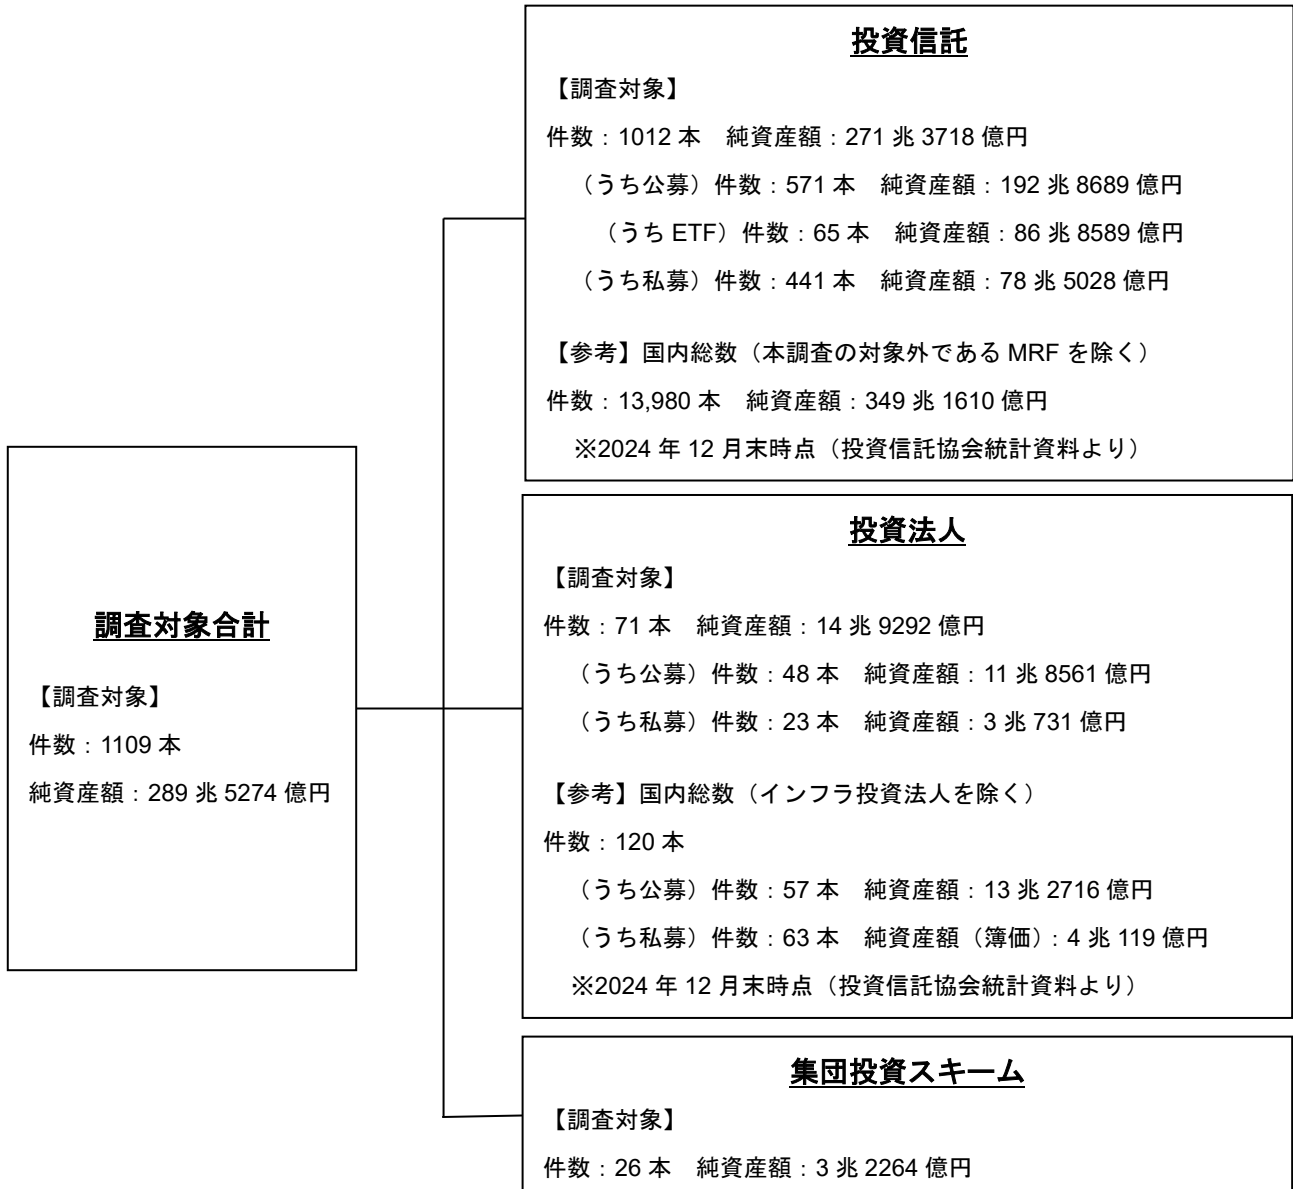 投資信託
【調査対象】
件数：1012 本　純資産額：271 兆 3718 億円
（うち公募）件数：571 本　純資産額：192 兆 8689 億円
（うち ETF）件数：65 本　純資産額：86 兆 8589 億円
（うち私募）件数：441 本　純資産額：78 兆 5028 億円
【参考】国内総数（本調査の対象外である MRF を除く）
件数：13,980 本　純資産額：349 兆 1610 億円
※2024 年 12 月末時点（投資信託協会統計資料より）
調査対象合計
【調査対象】
件数：1109 本
純資産額：289 兆 5274 億円
投資法人
【調査対象】
件数：71 本　純資産額：14 兆 9292 億円
（うち公募）件数：48 本　純資産額：11 兆 8561 億円
（うち私募）件数：23 本　純資産額：3 兆 731 億円
【参考】国内総数（インフラ投資法人を除く）
件数：120 本
（うち公募）件数：57 本　純資産額：13 兆 2716 億円
（うち私募）件数：63 本　純資産額（簿価）：4 兆 119 億円
※2024 年 12 月末時点（投資信託協会統計資料より）
集団投資スキーム
【調査対象】
件数：26 本　純資産額：3 兆 2264 億円